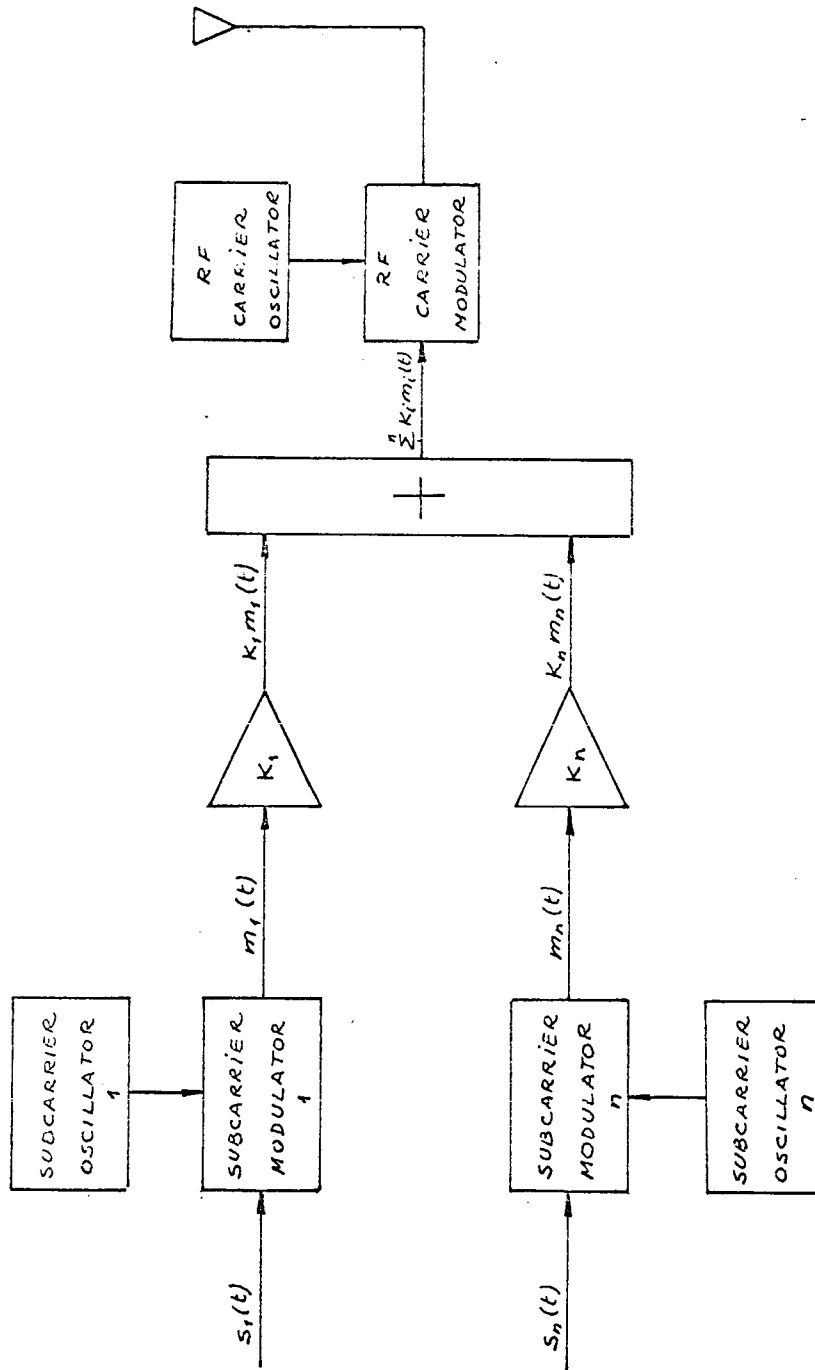 SUBCARRIER
OSCILLATOR
1
s₁(t)
SUBCARRIER
MODULATOR
1
m₁(t)
K₁
K₁m₁(t)
sₙ(t)
SUBCARRIER
MODULATOR
n
SUBCARRIER
OSCILLATOR
n
mₙ(t)
Kₙ
Kₙmₙ(t)
+
n
Σ Kᵢmᵢ(t)
RF
CARRIER
OSCILLATOR
RF
CARRIER
MODULATOR